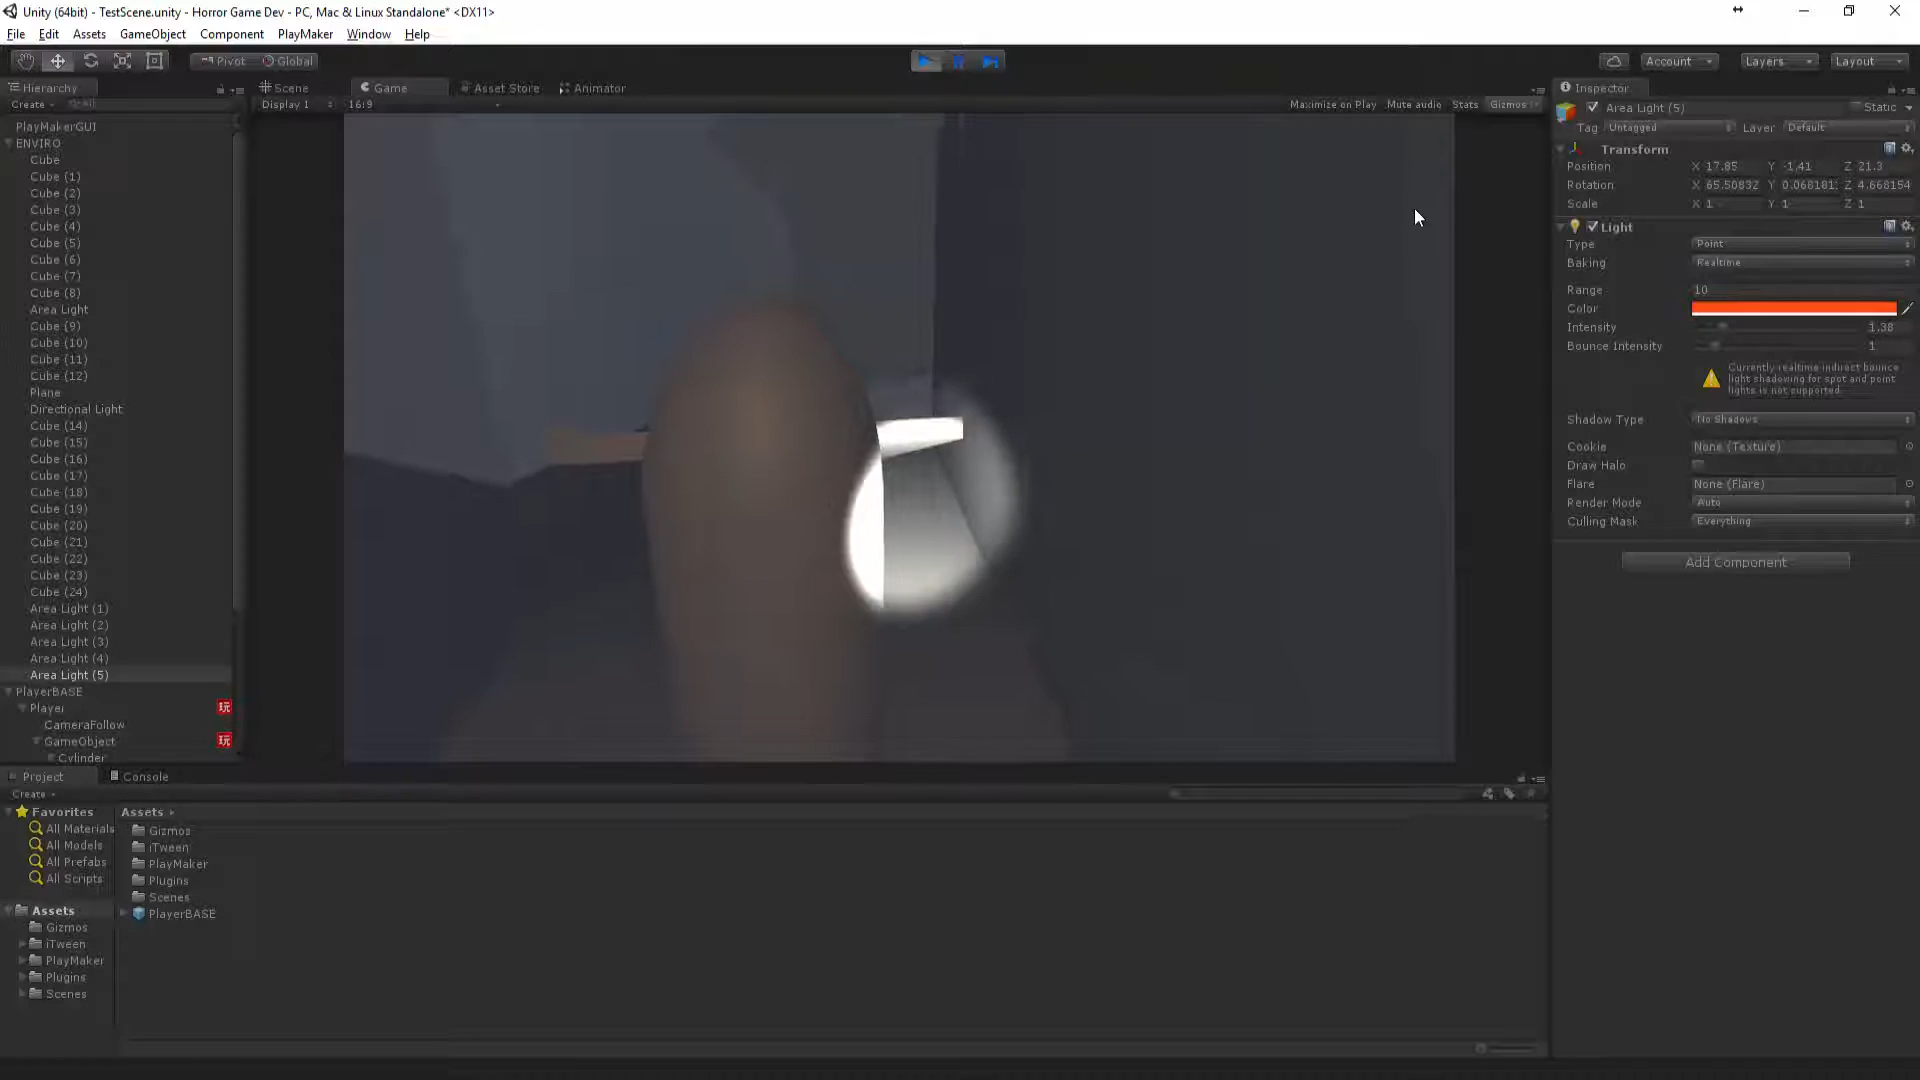 Unity (64bit) - TestScene.unity - Horror Game Dev - PC, Mac & Linux Standalone* <DX11>
File Edit Assets GameObject Component PlayMaker Window Help
Pivot Global Account Layers Layout
Hierarchy Scene Game Asset Store Animator Inspector
Create All Display 1 16:9 Maximize on Play Mute audio Stats Gizmos
Area Light (5) Static
Tag Untagged Layer Default
PlayMakerGUI
ENVIRO
Cube
Cube (1)
Cube (2)
Cube (3)
Cube (4)
Cube (5)
Cube (6)
Cube (7)
Cube (8)
Area Light
Cube (9)
Cube (10)
Cube (11)
Cube (12)
Plane
Directional Light
Cube (14)
Cube (15)
Cube (16)
Cube (17)
Cube (18)
Cube (19)
Cube (20)
Cube (21)
Cube (22)
Cube (23)
Cube (24)
Area Light (1)
Area Light (2)
Area Light (3)
Area Light (4)
Area Light (5)
PlayerBASE
Player 玩
CameraFollow
GameObject 玩
Cylinder
Transform
Position X 17.85 Y -1.41 Z 21.3
Rotation X 65.50832 Y 0.068181 Z 4.668154
Scale X 1 Y 1 Z 1
Light
Type Point
Baking Realtime
Range 10
Color
Intensity 1.38
Bounce Intensity 1
Currently realtime indirect bounce
light shadowing for spot and point
lights is not supported.
Shadow Type No Shadows
Cookie None (Texture)
Draw Halo
Flare None (Flare)
Render Mode Auto
Culling Mask Everything
Add Component
Project Console
Create
Favorites
All Materials
All Models
All Prefabs
All Scripts
Assets
Gizmos
iTween
PlayMaker
Plugins
Scenes
Assets
Gizmos
iTween
PlayMaker
Plugins
Scenes
PlayerBASE